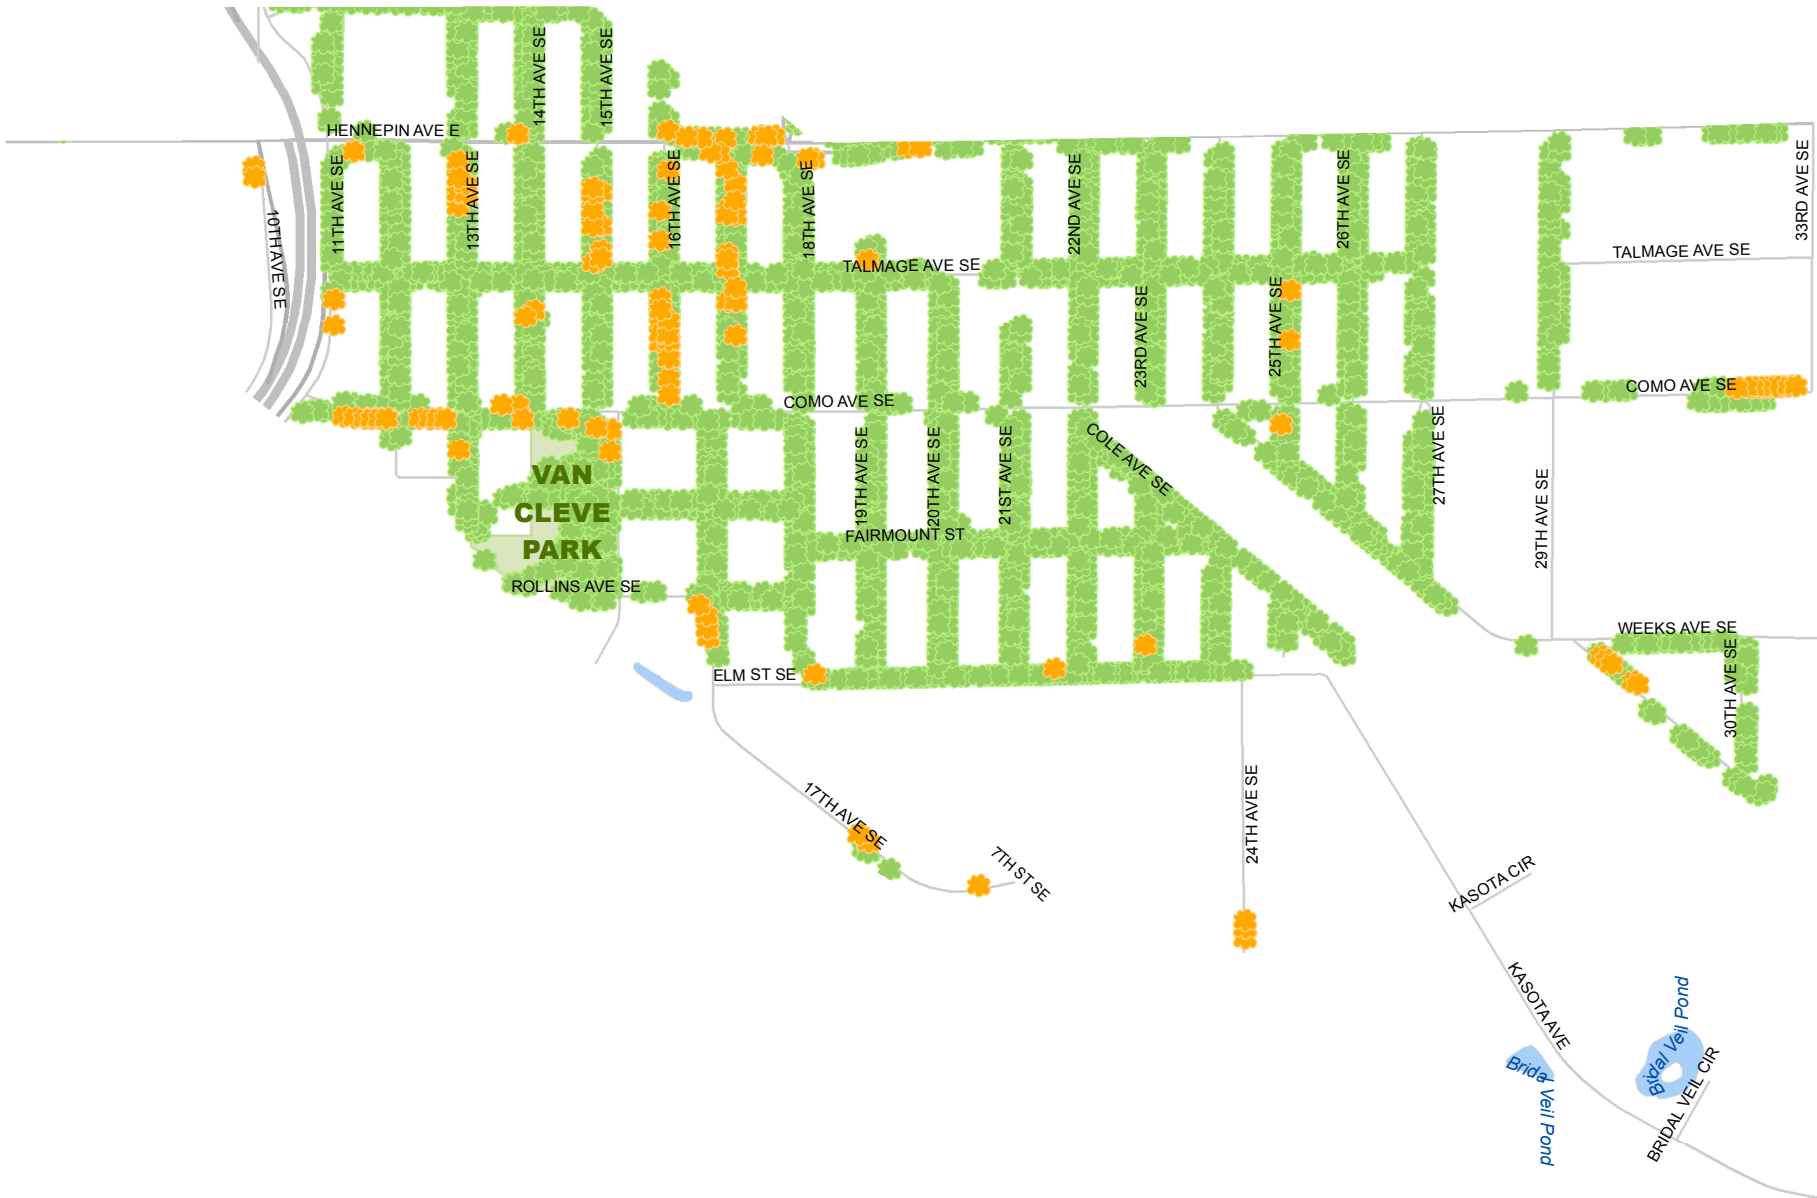 14TH AVE SE
15TH AVE SE
HENNEPIN AVE E
10TH AVE SE
11TH AVE SE
13TH AVE SE
16TH AVE SE
18TH AVE SE
22ND AVE SE
26TH AVE SE
33RD AVE SE
TALMAGE AVE SE
TALMAGE AVE SE
23RD AVE SE
25TH AVE SE
COMO AVE SE
COMO AVE SE
VAN
CLEVE
PARK
19TH AVE SE
20TH AVE SE
21ST AVE SE
COLE AVE SE
27TH AVE SE
29TH AVE SE
FAIRMOUNT ST
ROLLINS AVE SE
WEEKS AVE SE
30TH AVE SE
ELM ST SE
17TH AVE SE
7TH ST SE
24TH AVE SE
KASOTA CIR
KASOTA AVE
Bridal Veil Pond
Bridal Veil Pond
BRIDAL VEIL CIR